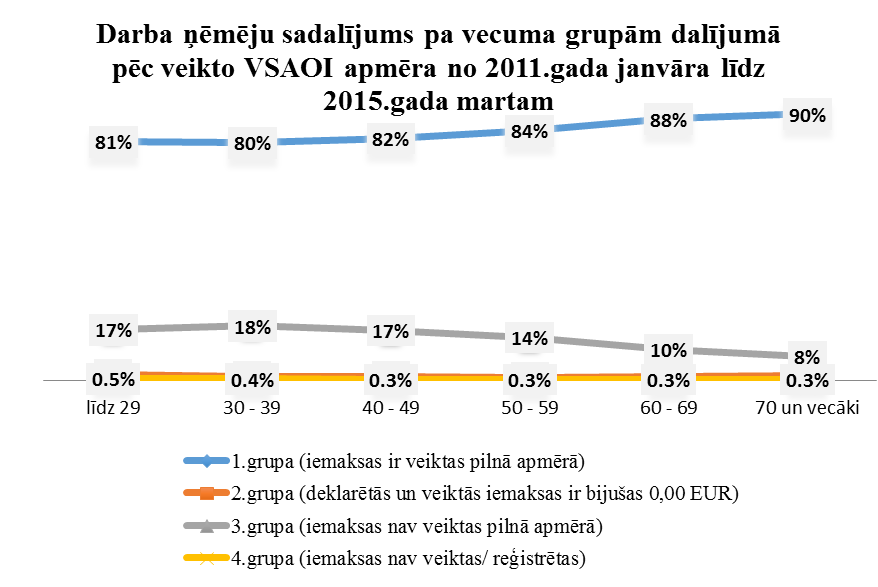 Darba ņēmēju sadalījums pa vecuma grupām dalījumā
pēc veikto VSAOI apmēra no 2011.gada janvāra līdz
2015.gada martam
81% 80% 82% 84% 88% 90%
17% 18% 17% 14% 10% 8%
0.5% 0.4% 0.3% 0.3% 0.3% 0.3%
līdz 29 30 - 39 40 - 49 50 - 59 60 - 69 70 un vecāki
1.grupa (iemaksas ir veiktas pilnā apmērā)
2.grupa (deklarētās un veiktās iemaksas ir bijušas 0,00 EUR)
3.grupa (iemaksas nav veiktas pilnā apmērā)
4.grupa (iemaksas nav veiktas/ reģistrētas)